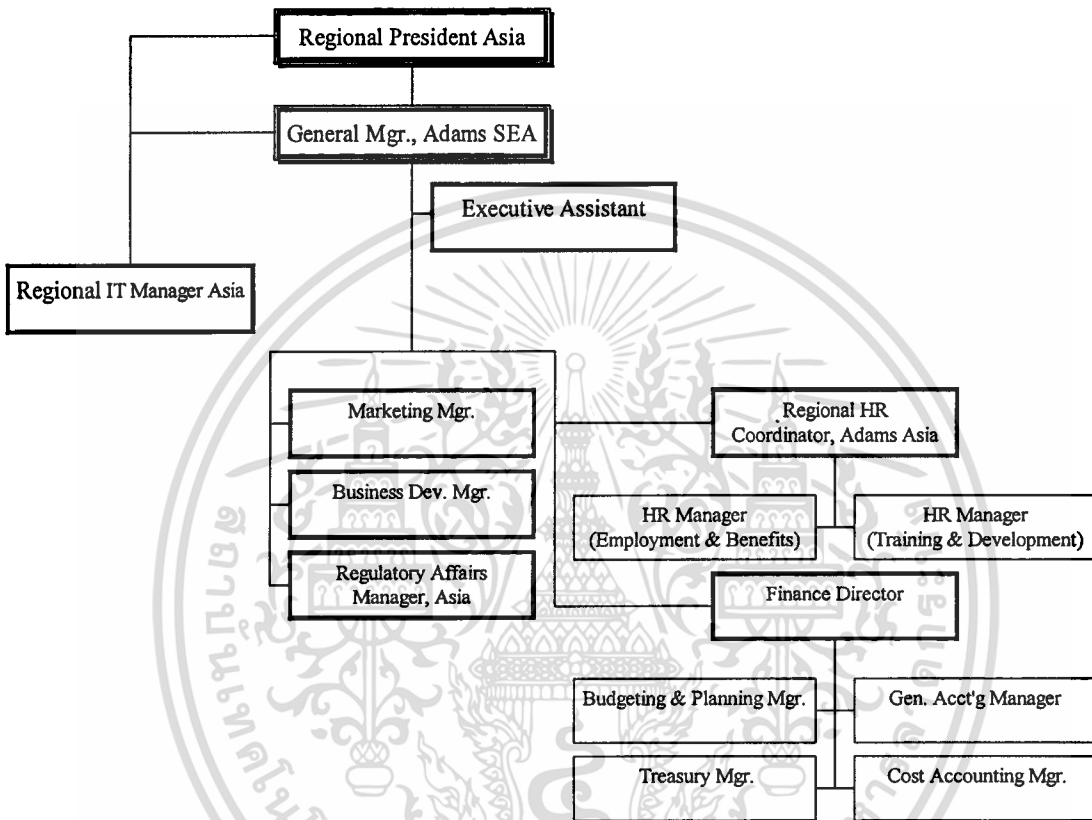 Regional President Asia
General Mgr., Adams SEA
Executive Assistant
Regional IT Manager Asia
Marketing Mgr.
Business Dev. Mgr.
Regulatory Affairs
Manager, Asia
Regional HR
Coordinator, Adams Asia
HR Manager
(Employment & Benefits)
HR Manager
(Training & Development)
Finance Director
Budgeting & Planning Mgr.
Gen. Acct'g Manager
Treasury Mgr.
Cost Accounting Mgr.